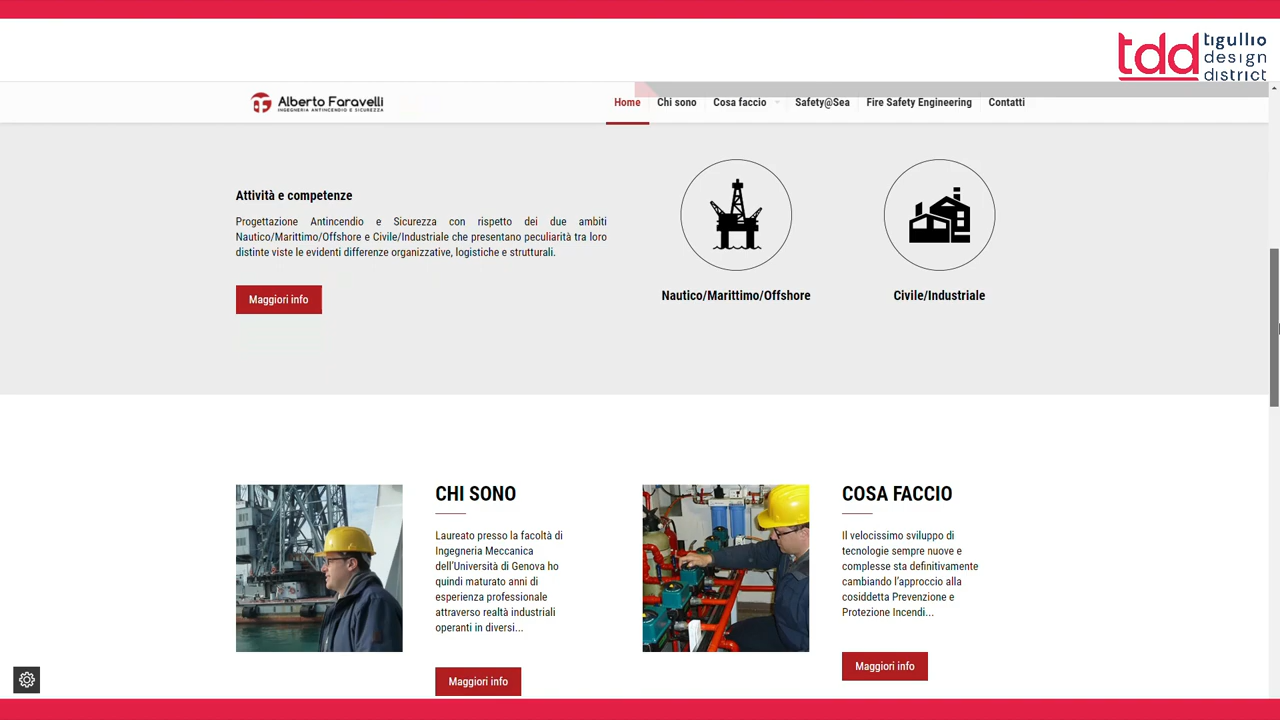 tdd tigullio
design
district
Alberto Faravelli
INGEGNERIA ANTINCENDIO E SICUREZZA
Home Chi sono Cosa faccio Safety@Sea Fire Safety Engineering Contatti
Attività e competenze
Progettazione Antincendio e Sicurezza con rispetto dei due ambiti
Nautico/Marittimo/Offshore e Civile/Industriale che presentano peculiarità tra loro
distinte viste le evidenti differenze organizzative, logistiche e strutturali.
Maggiori info
Nautico/Marittimo/Offshore
Civile/Industriale
CHI SONO
Laureato presso la facoltà di
Ingegneria Meccanica
dell'Università di Genova ho
quindi maturato anni di
esperienza professionale
attraverso realtà industriali
operanti in diversi...
Maggiori info
COSA FACCIO
Il velocissimo sviluppo di
tecnologie sempre nuove e
complesse sta definitivamente
cambiando l'approccio alla
cosiddetta Prevenzione e
Protezione Incendi...
Maggiori info